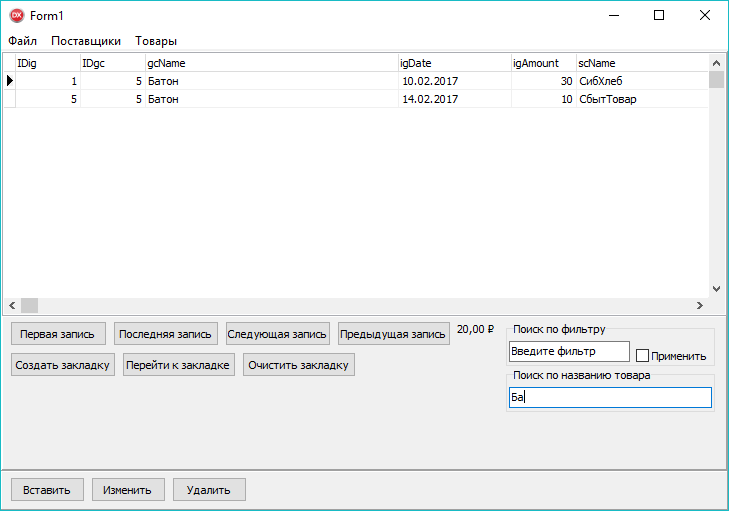 DX Form1
Файл Поставщики Товары
IDig IDgc gcName igDate igAmount scName
1 5 Батон 10.02.2017 30 СибХлеб
5 5 Батон 14.02.2017 10 СбытТовар
Первая запись Последняя запись Следующая запись Предыдущая запись 20,00 ₽
Поиск по фильтру
Введите фильтр Применить
Создать закладку Перейти к закладке Очистить закладку
Поиск по названию товара
Ба
Вставить Изменить Удалить